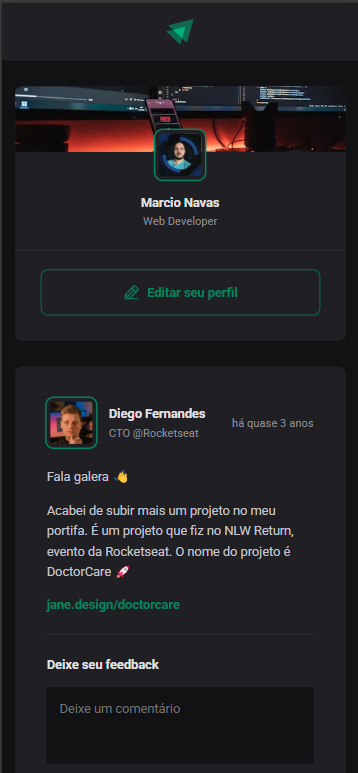 Marcio Navas
Web Developer
Editar seu perfil
Diego Fernandes
CTO @Rocketseat
há quase 3 anos
Fala galera 👋
Acabei de subir mais um projeto no meu
portifa. É um projeto que fiz no NLW Return,
evento da Rocketseat. O nome do projeto é
DoctorCare 🚀
jane.design/doctorcare
Deixe seu feedback
Deixe um comentário